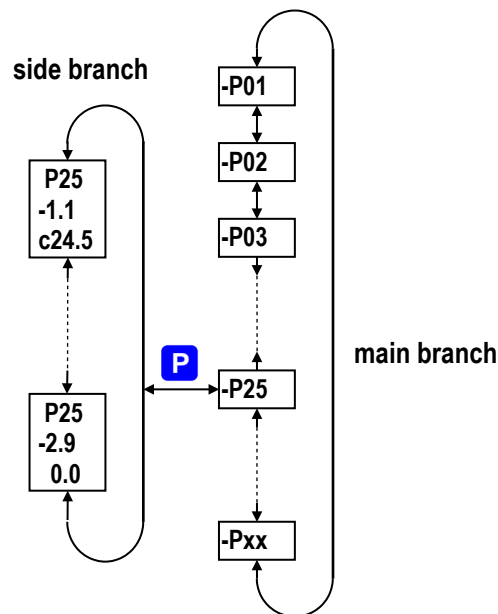 side branch
P25
-1.1
c24.5
P25
-2.9
0.0
P
-P01
-P02
-P03
-P25
-Pxx
main branch